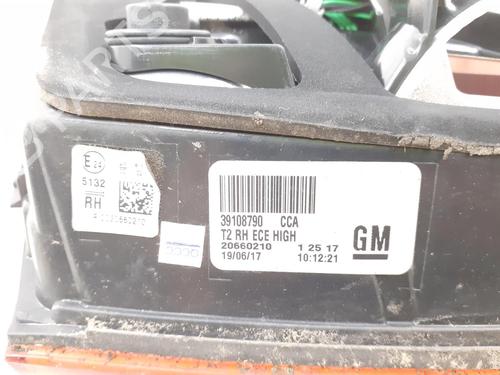 E 24
5132
RH
39108790 CCA
T2 RH ECE HIGH
20660210 1 25 17
19/06/17 10:12:21
GM